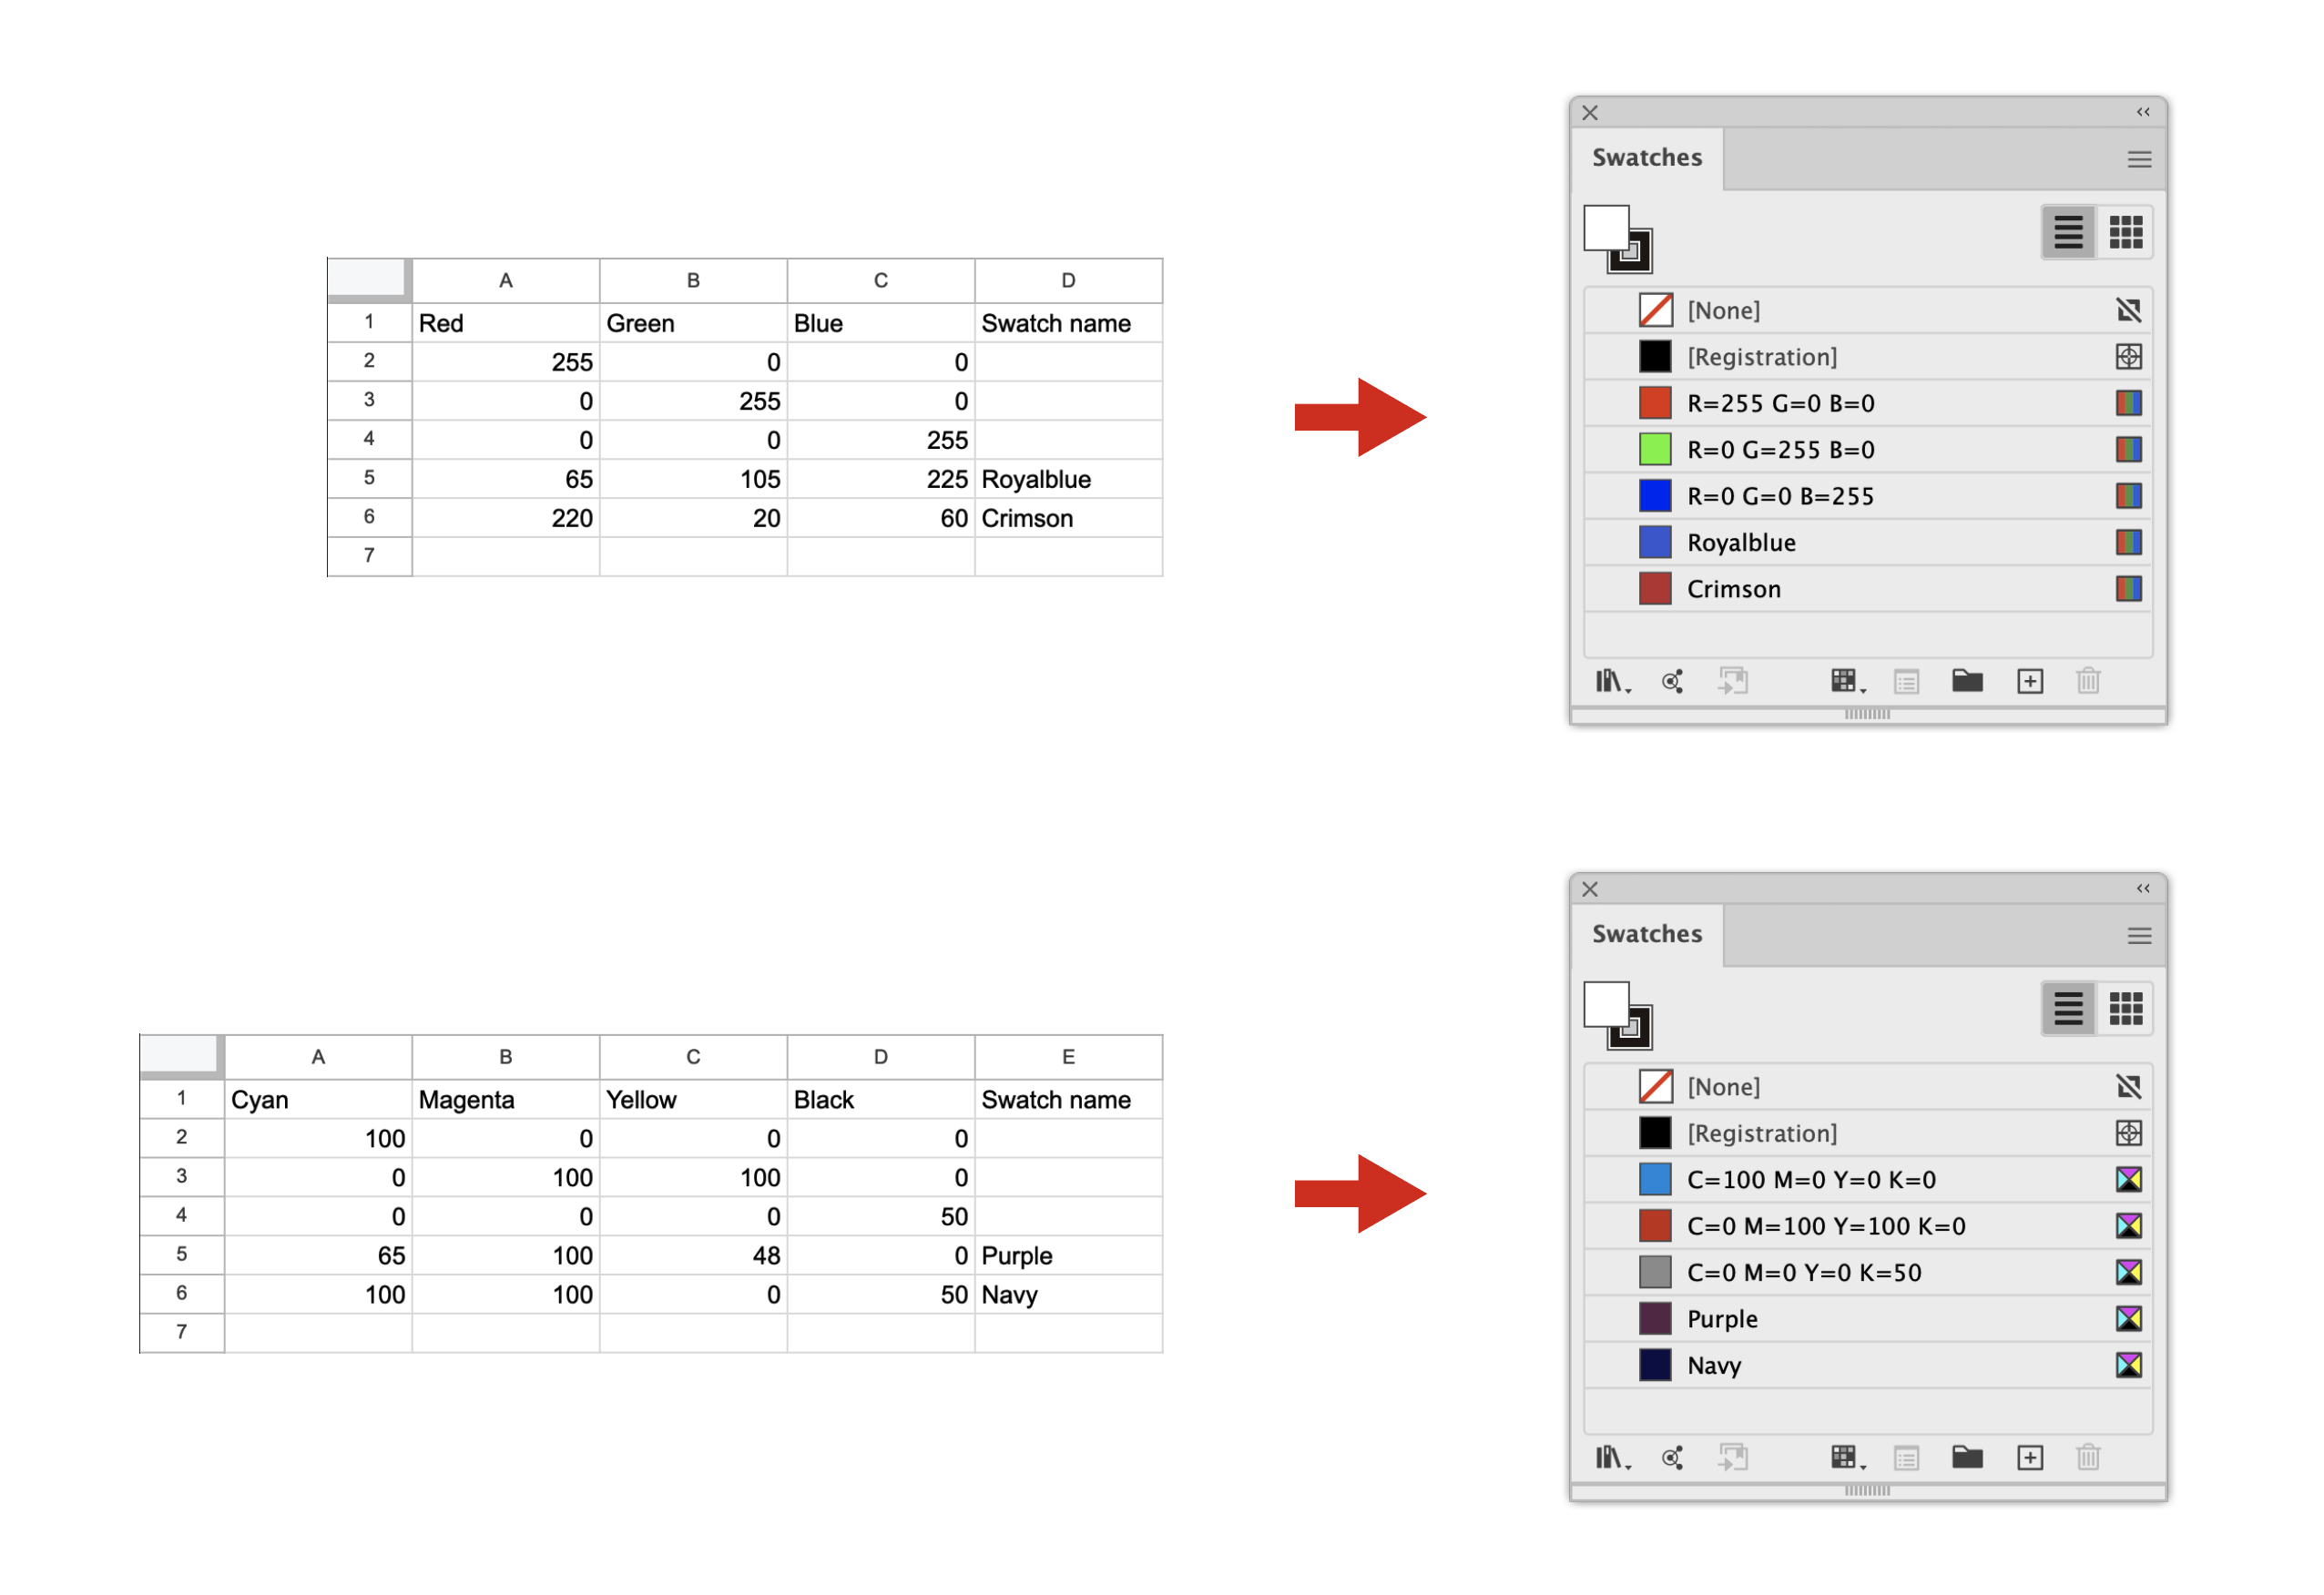 A B C D
1 Red Green Blue Swatch name
2 255 0 0
3 0 255 0
4 0 0 255
5 65 105 225 Royalblue
6 220 20 60 Crimson
7
Swatches
[None]
[Registration]
R=255 G=0 B=0
R=0 G=255 B=0
R=0 G=0 B=255
Royalblue
Crimson
A B C D E
1 Cyan Magenta Yellow Black Swatch name
2 100 0 0 0
3 0 100 100 0
4 0 0 0 50
5 65 100 48 0 Purple
6 100 100 0 50 Navy
7
Swatches
[None]
[Registration]
C=100 M=0 Y=0 K=0
C=0 M=100 Y=100 K=0
C=0 M=0 Y=0 K=50
Purple
Navy